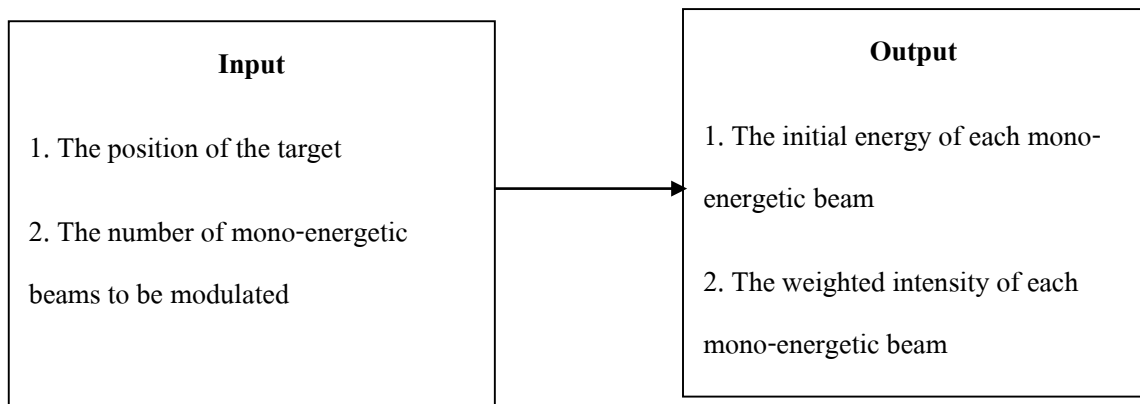 Input
1. The position of the target
2. The number of mono-energetic
beams to be modulated
Output
1. The initial energy of each mono-
energetic beam
2. The weighted intensity of each
mono-energetic beam